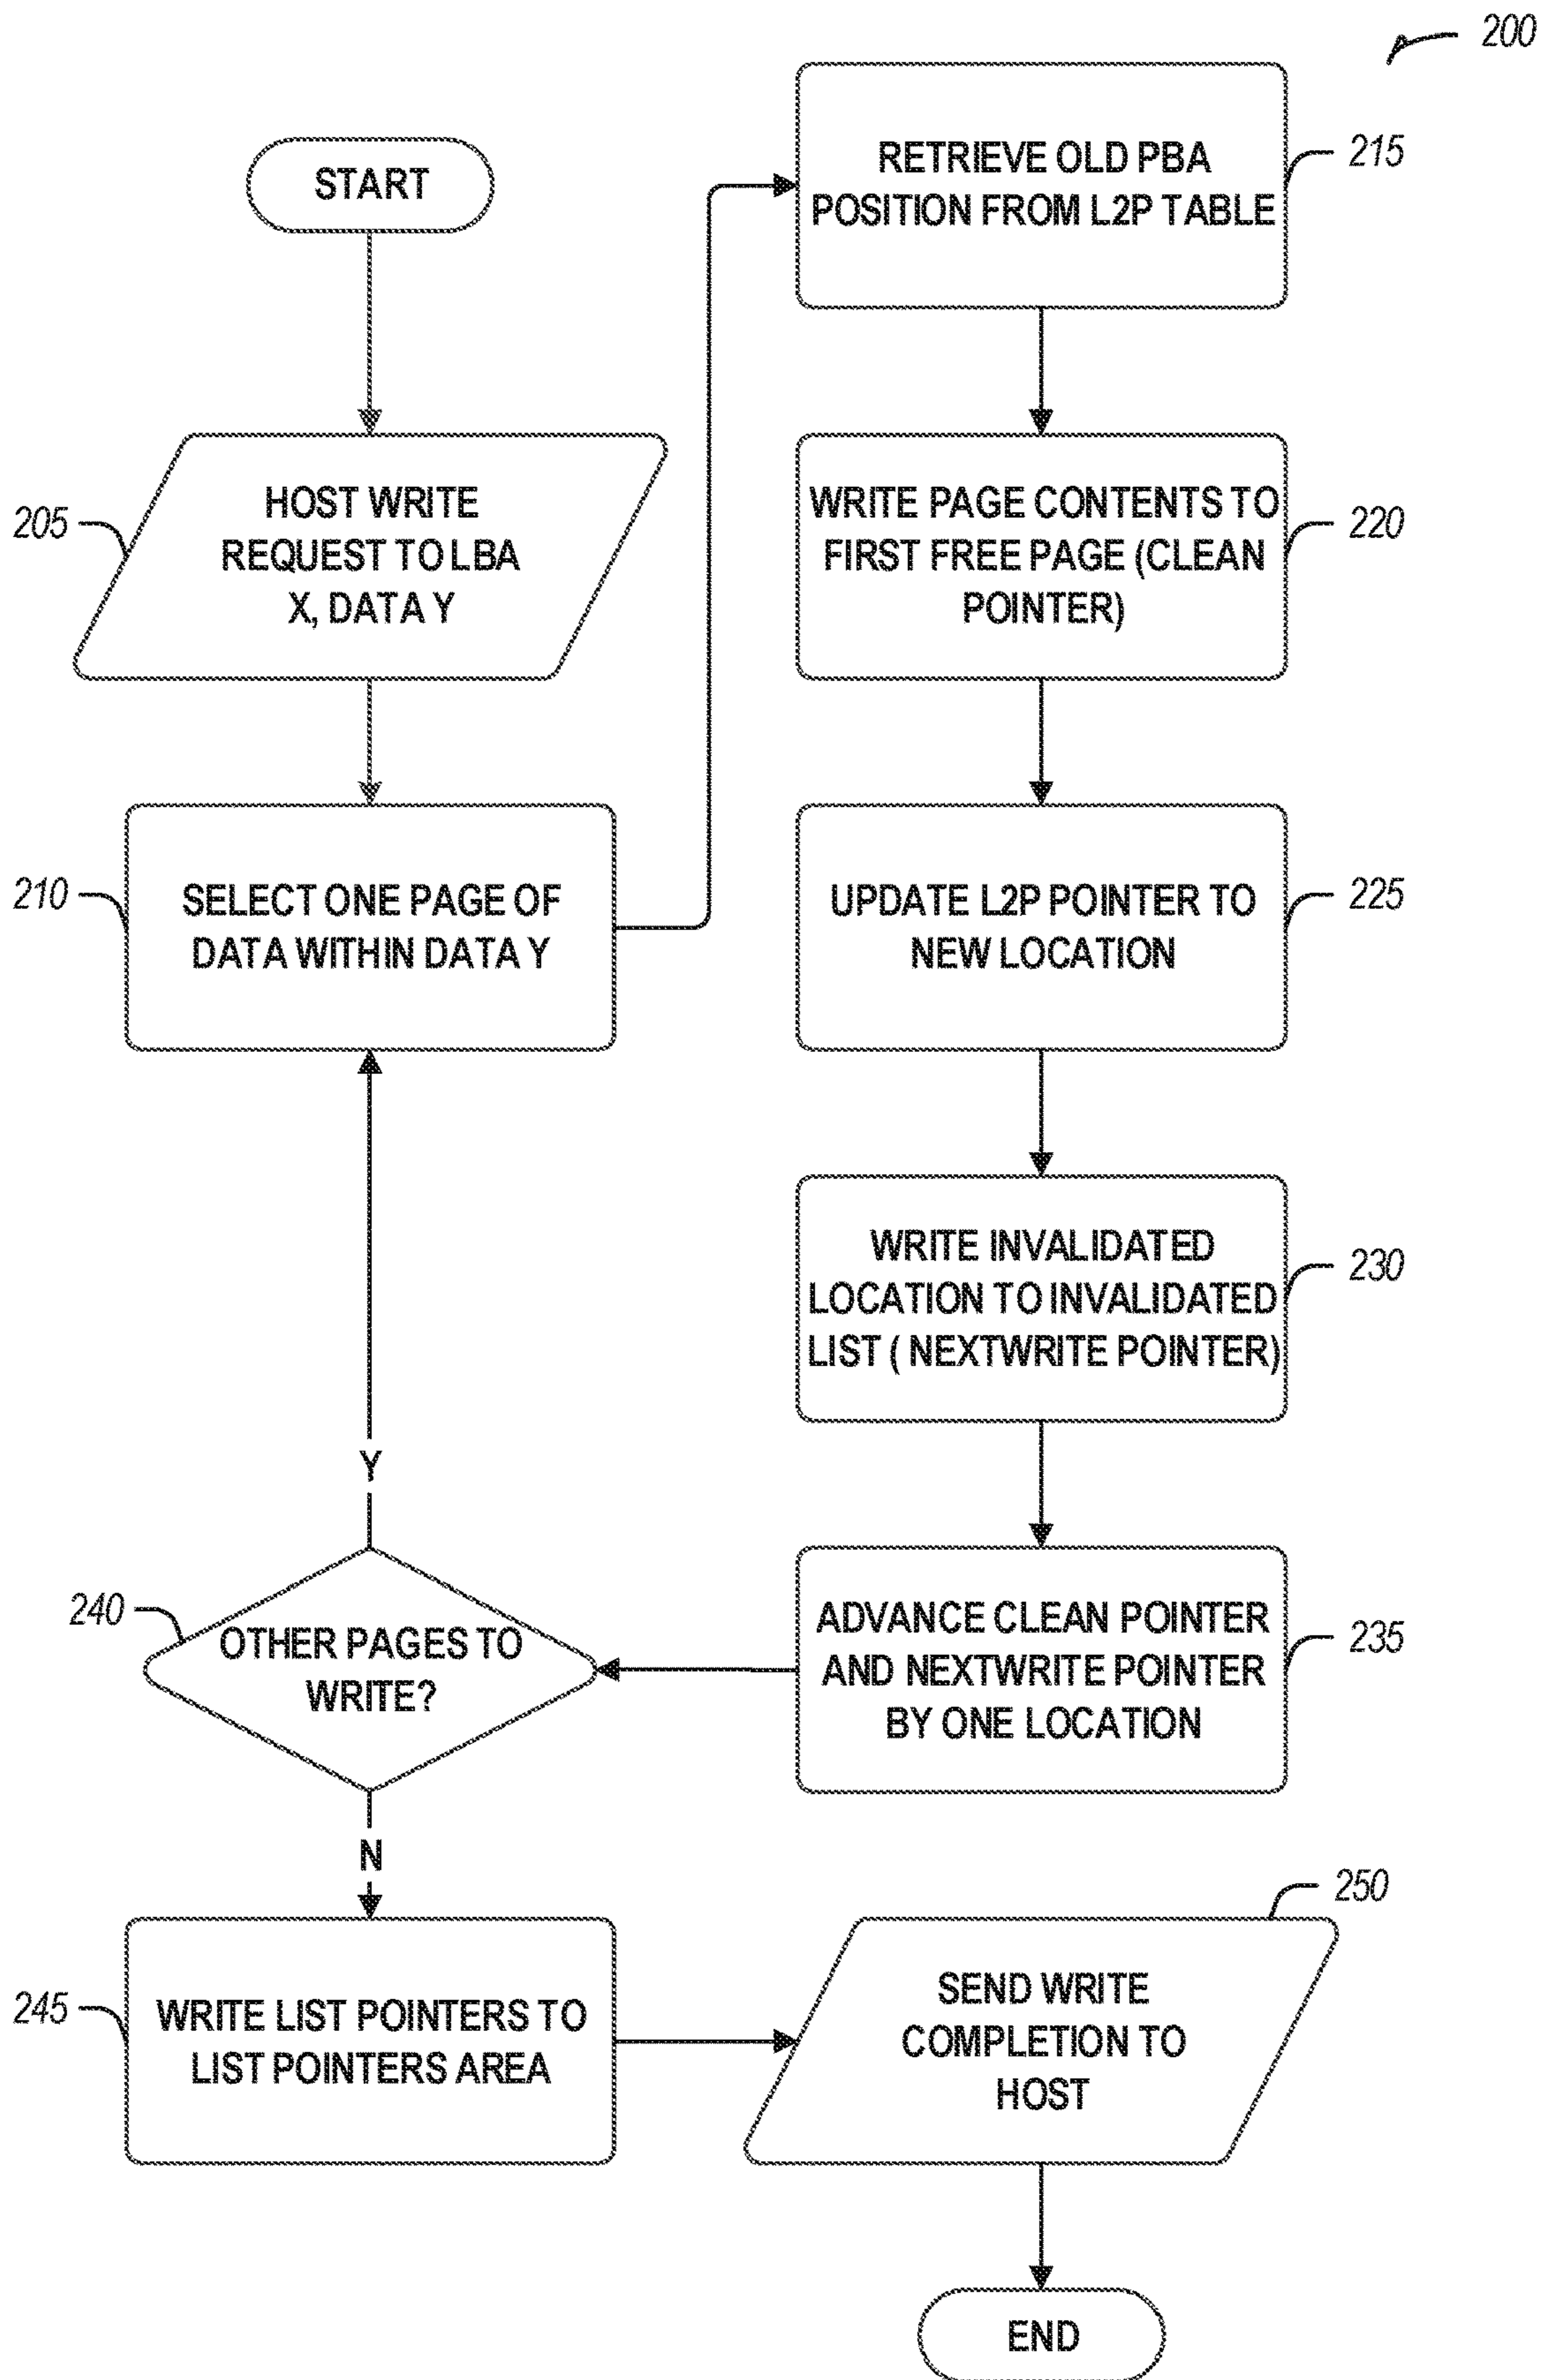 200
START
205
HOST WRITE
REQUEST TO LBA
X, DATA Y
210
SELECT ONE PAGE OF
DATA WITHIN DATA Y
RETRIEVE OLD PBA
POSITION FROM L2P TABLE
215
WRITE PAGE CONTENTS TO
FIRST FREE PAGE (CLEAN
POINTER)
220
UPDATE L2P POINTER TO
NEW LOCATION
225
WRITE INVALIDATED
LOCATION TO INVALIDATED
LIST ( NEXTWRITE POINTER)
230
ADVANCE CLEAN POINTER
AND NEXTWRITE POINTER
BY ONE LOCATION
235
Y
240
OTHER PAGES TO
WRITE?
N
245
WRITE LIST POINTERS TO
LIST POINTERS AREA
250
SEND WRITE
COMPLETION TO
HOST
END